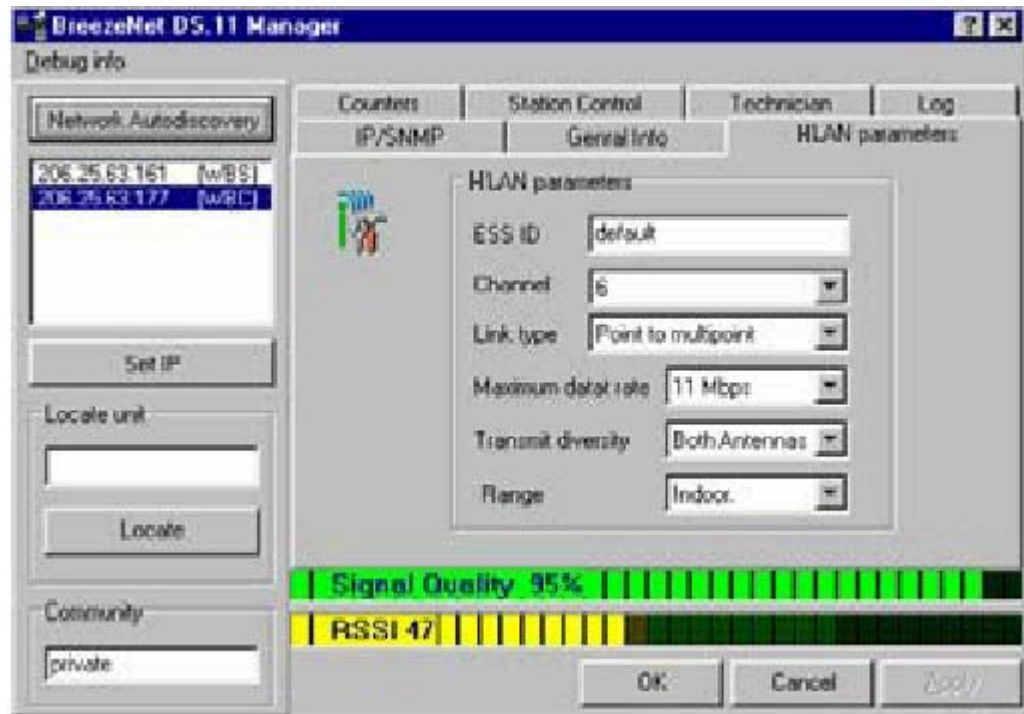 BreezeNet DS.11 Manager
Debug info
Network Autodiscovery
206.25.63.161 (wBS)
206.25.63.177 (wBC)
Set IP
Locate unit
Locate
Community
private
Counters
Station Control
Technician
Log
IP/SNMP
Genral Info
HLAN parameters
HLAN parameters
ESS ID
default
Channel
6
Link type
Point to multipoint
Maximum datat rate
11 Mbps
Transmit diversity
Both Antennas
Range
Indoor.
Signal Quality 95%
RSSI 47
OK
Cancel
Apply